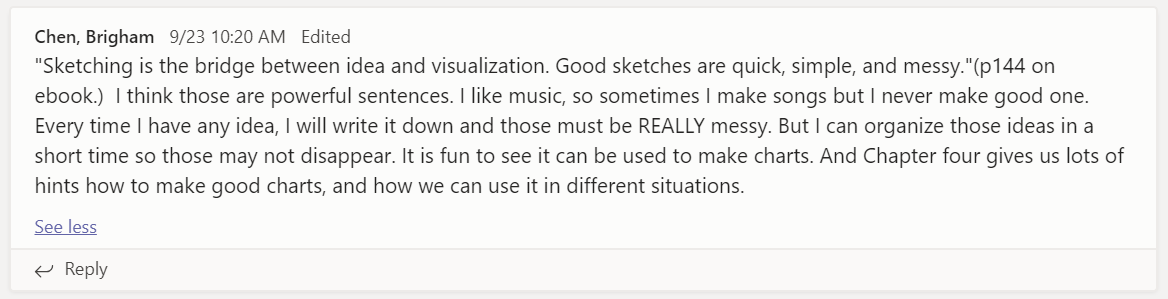 Chen, Brigham 9/23 10:20 AM Edited
"Sketching is the bridge between idea and visualization. Good sketches are quick, simple, and messy."(p144 on
ebook.)  I think those are powerful sentences. I like music, so sometimes I make songs but I never make good one.
Every time I have any idea, I will write it down and those must be REALLY messy. But I can organize those ideas in a
short time so those may not disappear. It is fun to see it can be used to make charts. And Chapter four gives us lots of
hints how to make good charts, and how we can use it in different situations.
See less
Reply